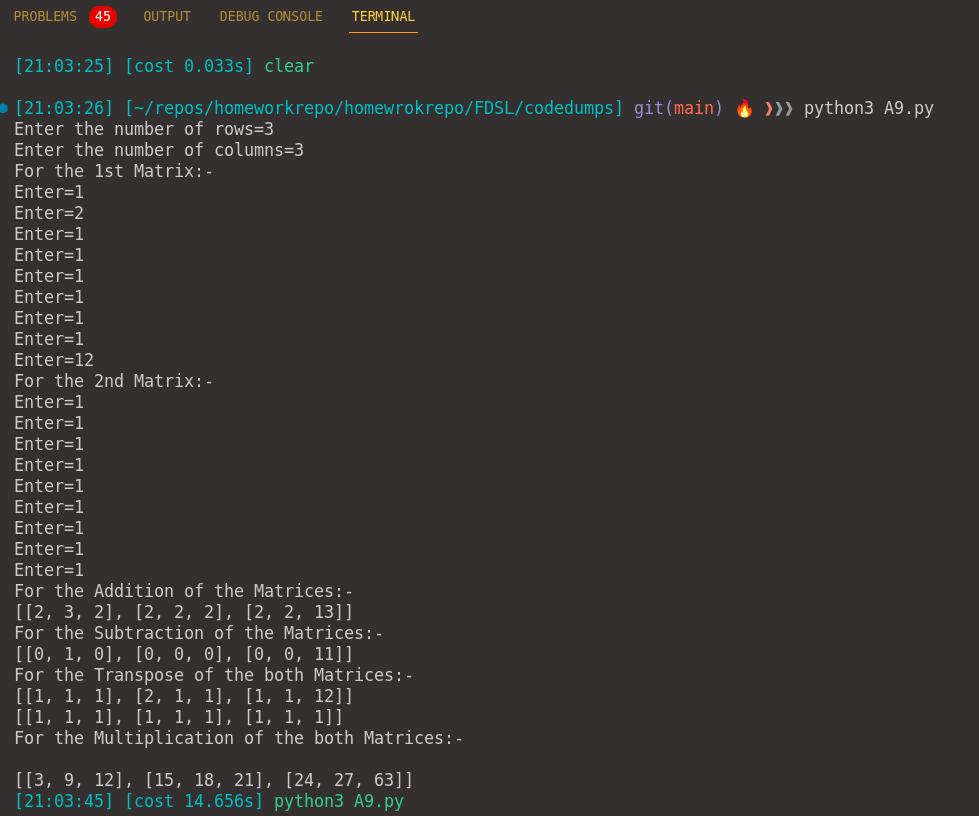 PROBLEMS 45 OUTPUT DEBUG CONSOLE TERMINAL
[21:03:25] [cost 0.033s] clear
[21:03:26] [~/repos/homeworkrepo/homewrokrepo/FDSL/codedumps] git(main) 🔥 ❱❱❱ python3 A9.py
Enter the number of rows=3
Enter the number of columns=3
For the 1st Matrix:-
Enter=1
Enter=2
Enter=1
Enter=1
Enter=1
Enter=1
Enter=1
Enter=1
Enter=12
For the 2nd Matrix:-
Enter=1
Enter=1
Enter=1
Enter=1
Enter=1
Enter=1
Enter=1
Enter=1
Enter=1
For the Addition of the Matrices:-
[[2, 3, 2], [2, 2, 2], [2, 2, 13]]
For the Subtraction of the Matrices:-
[[0, 1, 0], [0, 0, 0], [0, 0, 11]]
For the Transpose of the both Matrices:-
[[1, 1, 1], [2, 1, 1], [1, 1, 12]]
[[1, 1, 1], [1, 1, 1], [1, 1, 1]]
For the Multiplication of the both Matrices:-
[[3, 9, 12], [15, 18, 21], [24, 27, 63]]
[21:03:45] [cost 14.656s] python3 A9.py